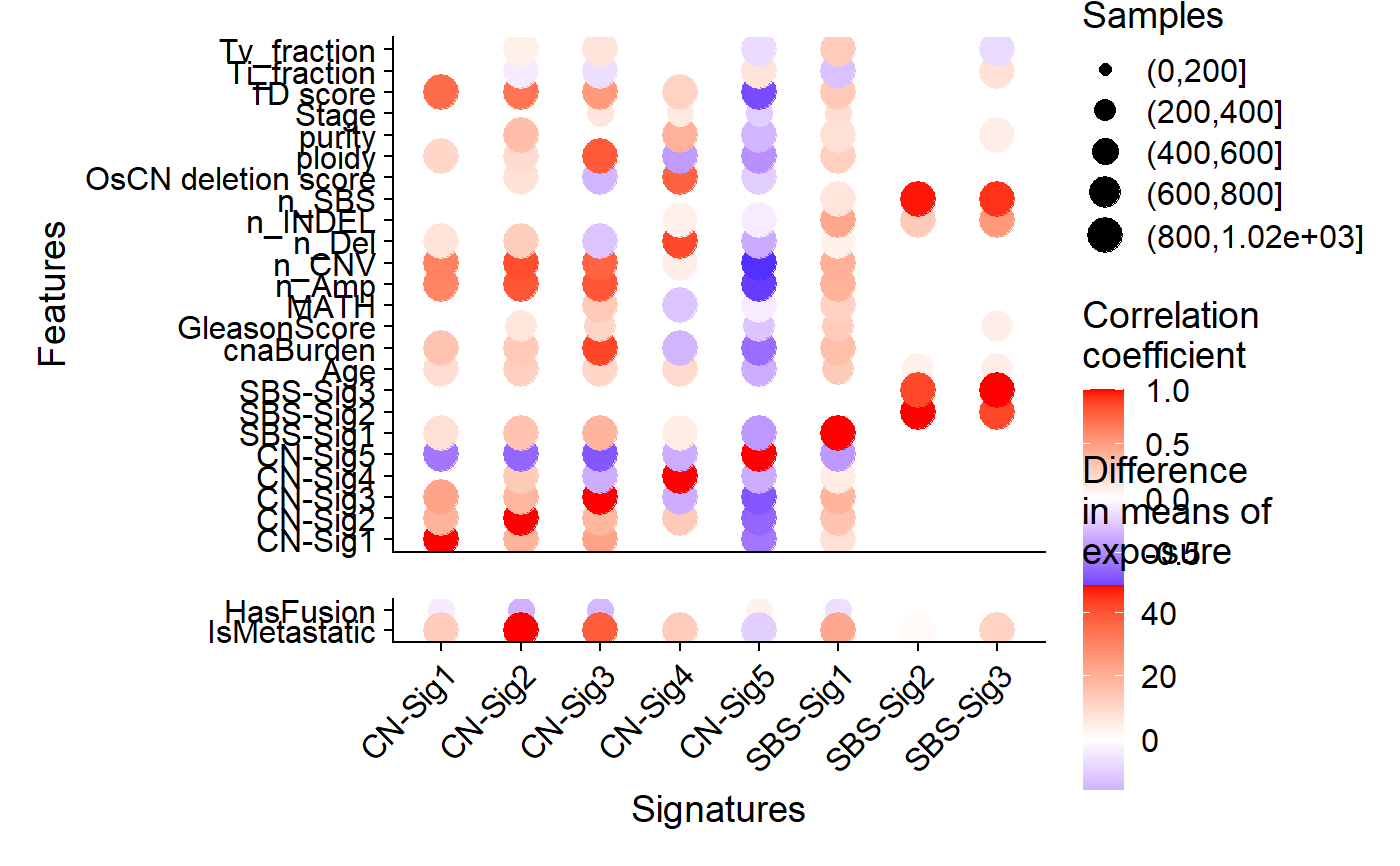 Features
Tv_fraction
Ti_fraction
TD score
Stage
purity
ploidy
OsCN deletion score
n_SBS
n_INDEL
n_Del
n_CNV
n_Amp
MATH
GleasonScore
cnaBurden
Age
SBS-Sig3
SBS-Sig2
SBS-Sig1
CN-Sig5
CN-Sig4
CN-Sig3
CN-Sig2
CN-Sig1
HasFusion
IsMetastatic
CN-Sig1
CN-Sig2
CN-Sig3
CN-Sig4
CN-Sig5
SBS-Sig1
SBS-Sig2
SBS-Sig3
Signatures
Samples
(0,200]
(200,400]
(400,600]
(600,800]
(800,1.02e+03]
Correlation
coefficient
1.0
0.5
0.0
-0.5
Difference
in means of
exposure
40
20
0